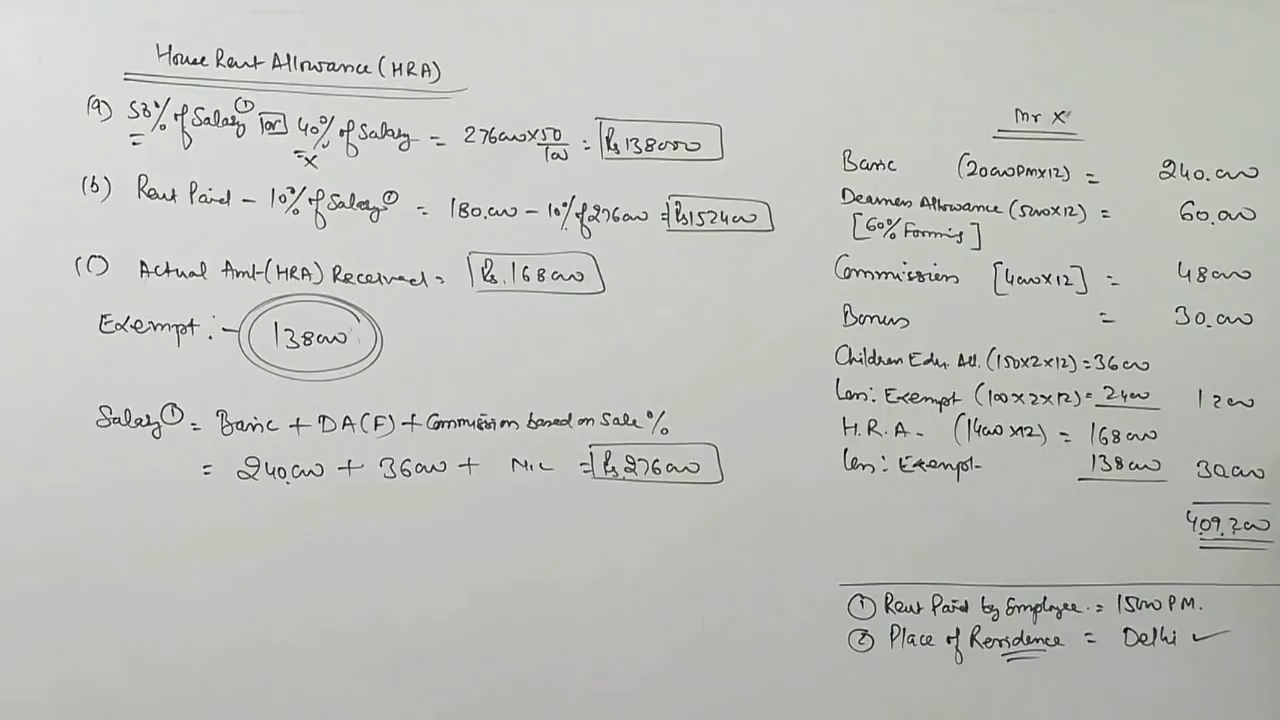 House Rent Allowance (HRA)
(a) 50% of Salary ① [or] 40% of Salary = 276000 × 50/100 = Rs 138000
x
(b) Rent Paid - 10% of Salary ① = 180.000 - 10% of 276000 = Rs 152400
(c) Actual Amt (HRA) Received = Rs. 168000
Exempt :- 138000
Salary ① = Basic + DA(F) + Commission based on Sale %
= 240.000 + 36000 + NIL = Rs. 276000
Mr X
Basic (20000PM×12) = 240.000
Dearness Allowance (5000×12) = 60.000
[60% Forming]
Commission [4000×12] = 48000
Bonus = 30.000
Children Edu. All. (150×2×12) = 3600
Less: Exempt (100×2×12) = 2400 1200
H.R.A - (14000×12) = 168000
Less: Exempt 138000 30.000
409.200
① Rent Paid by Employee = 15000 PM.
② Place of Residence = Delhi ✓